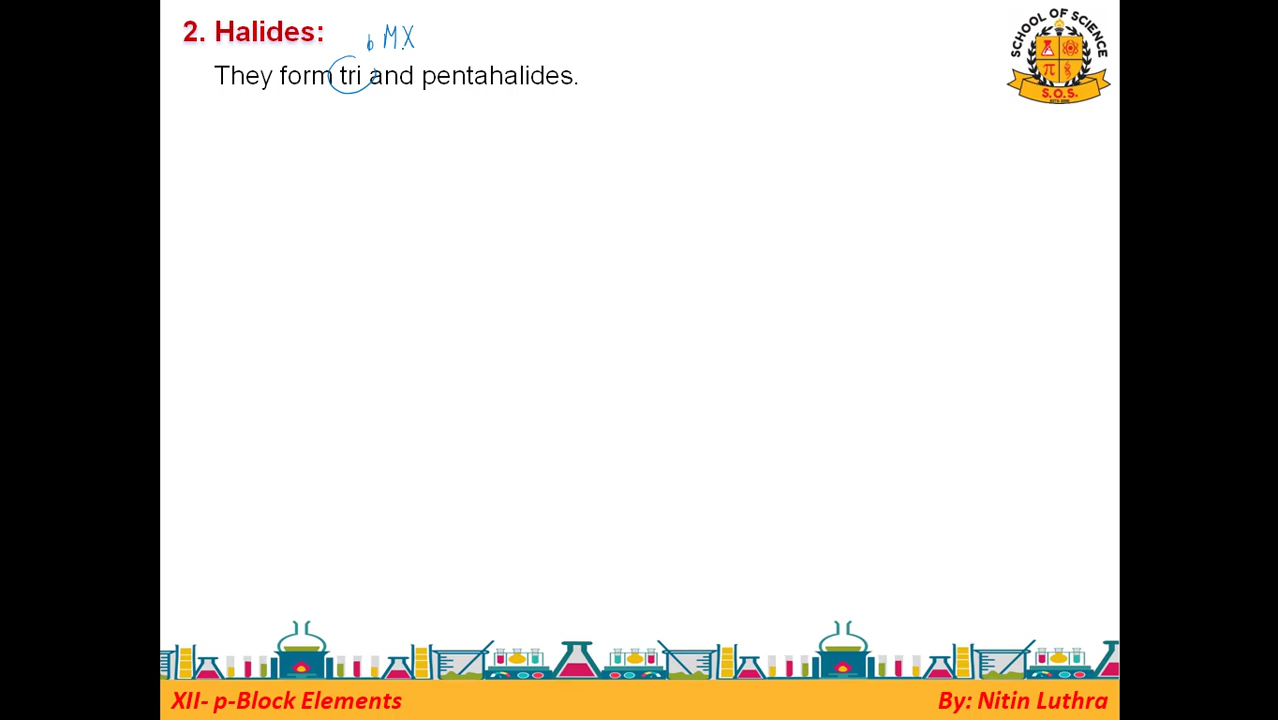 2. Halides:
MX
They form tri and pentahalides.
SCHOOL OF SCIENCE
S.O.S.
XII- p-Block Elements
By: Nitin Luthra